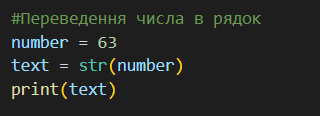 #Переведення числа в рядок
number = 63
text = str(number)
print(text)